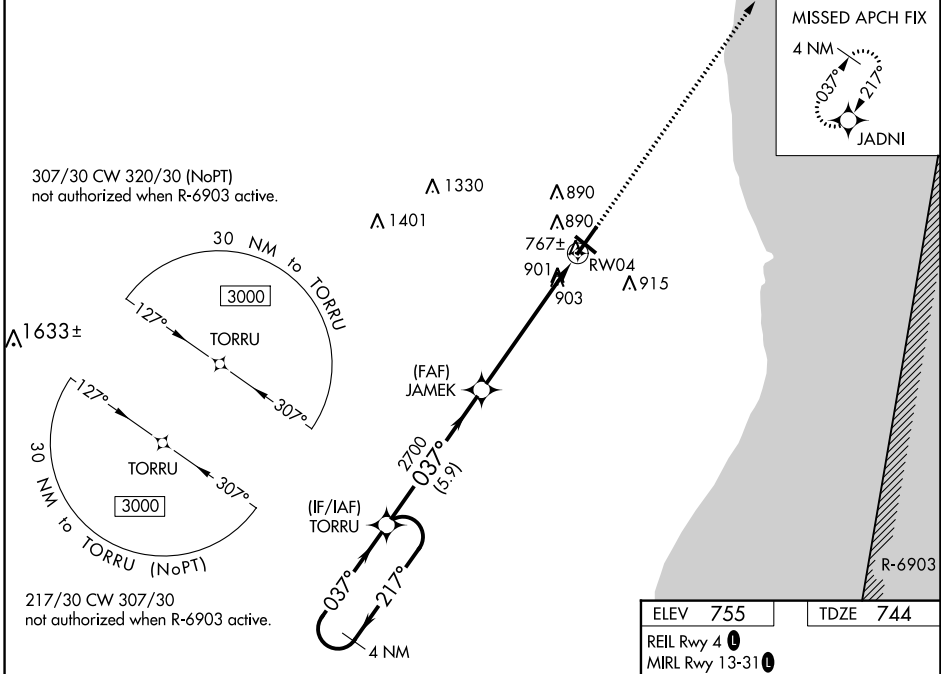 MISSED APCH FIX
4 NM
037°
217°
JADNI
307/30 CW 320/30 (NoPT)
not authorized when R-6903 active.
1330
890
1401
890
767±
RW04
901
903
915
30 NM to TORRU
3000
127°
TORRU
307°
1633±
(FAF)
JAMEK
127°
TORRU
307°
3000
30 NM to TORRU (NoPT)
2700
037°
(5.9)
(IF/IAF)
TORRU
037°
217°
4 NM
R-6903
217/30 CW 307/30
not authorized when R-6903 active.
ELEV 755
TDZE 744
REIL Rwy 4 L
MIRL Rwy 13-31 L